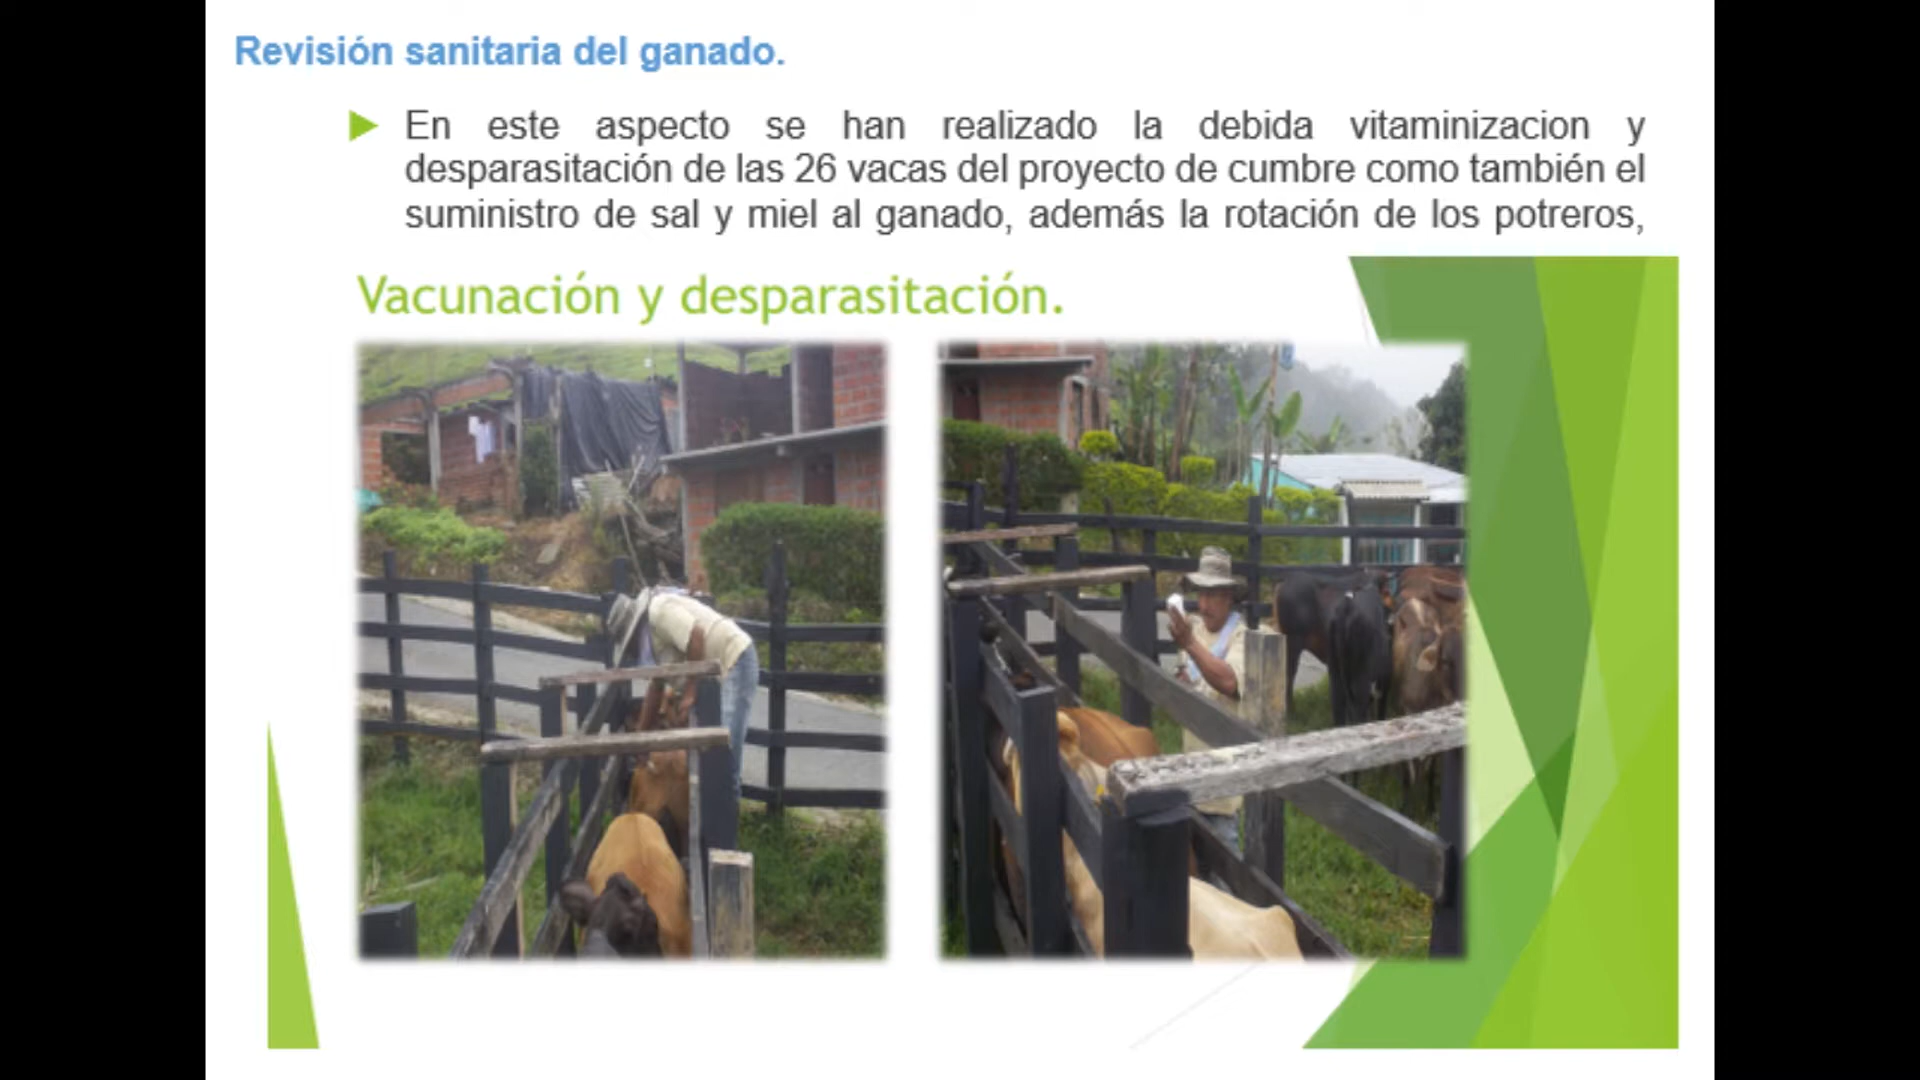 Revisión sanitaria del ganado.
En este aspecto se han realizado la debida vitaminizacion y
desparasitación de las 26 vacas del proyecto de cumbre como también el
suministro de sal y miel al ganado, además la rotación de los potreros,
Vacunación y desparasitación.